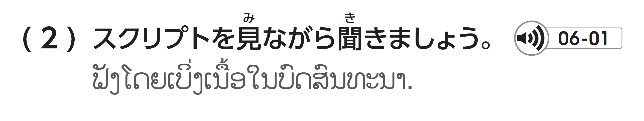 (2) スクリプトを見ながら聞きましょう。 06-01
ຟັງໂດຍເບິ່ງເນື້ອໃນບົດສົນທະນາ.